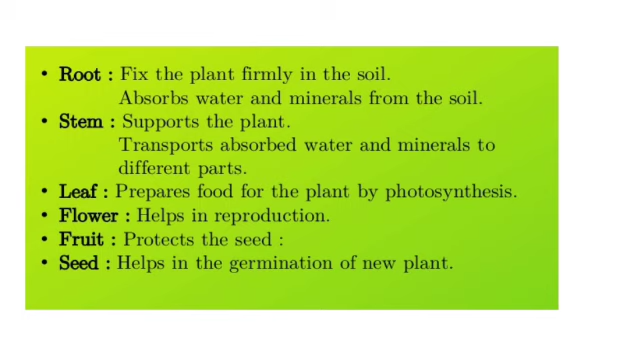 • Root : Fix the plant firmly in the soil.
Absorbs water and minerals from the soil.
• Stem : Supports the plant.
Transports absorbed water and minerals to
different parts.
• Leaf : Prepares food for the plant by photosynthesis.
• Flower : Helps in reproduction.
• Fruit : Protects the seed :
• Seed : Helps in the germination of new plant.